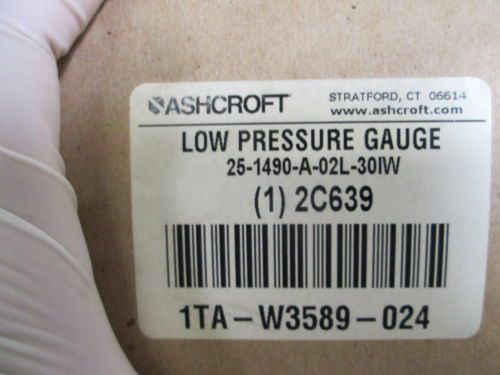 ASHCROFT
STRATFORD, CT 06614
www.ashcroft.com
LOW PRESSURE GAUGE
25-1490-A-02L-30IW
(1) 2C639
1TA-W3589-024